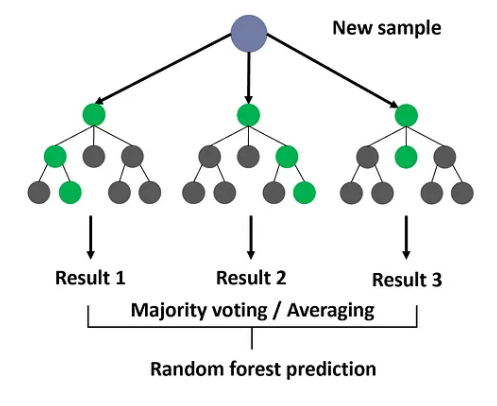 New sample
Result 1
Result 2
Result 3
Majority voting / Averaging
Random forest prediction